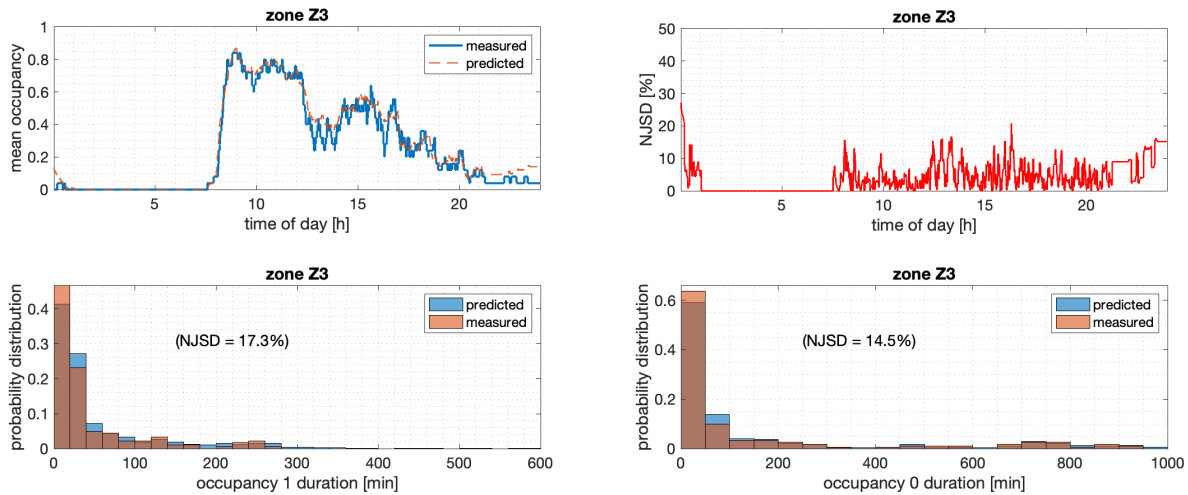 zone Z3
mean occupancy
1
0.8
0.6
0.4
0.2
0
5
10
15
20
time of day [h]
measured
predicted
zone Z3
NJSD [%]
50
40
30
20
10
0
5
10
15
20
time of day [h]
zone Z3
probability distribution
0.4
0.3
0.2
0.1
0
0
100
200
300
400
500
600
occupancy 1 duration [min]
predicted
measured
(NJSD = 17.3%)
zone Z3
probability distribution
0.6
0.4
0.2
0
0
200
400
600
800
1000
occupancy 0 duration [min]
predicted
measured
(NJSD = 14.5%)